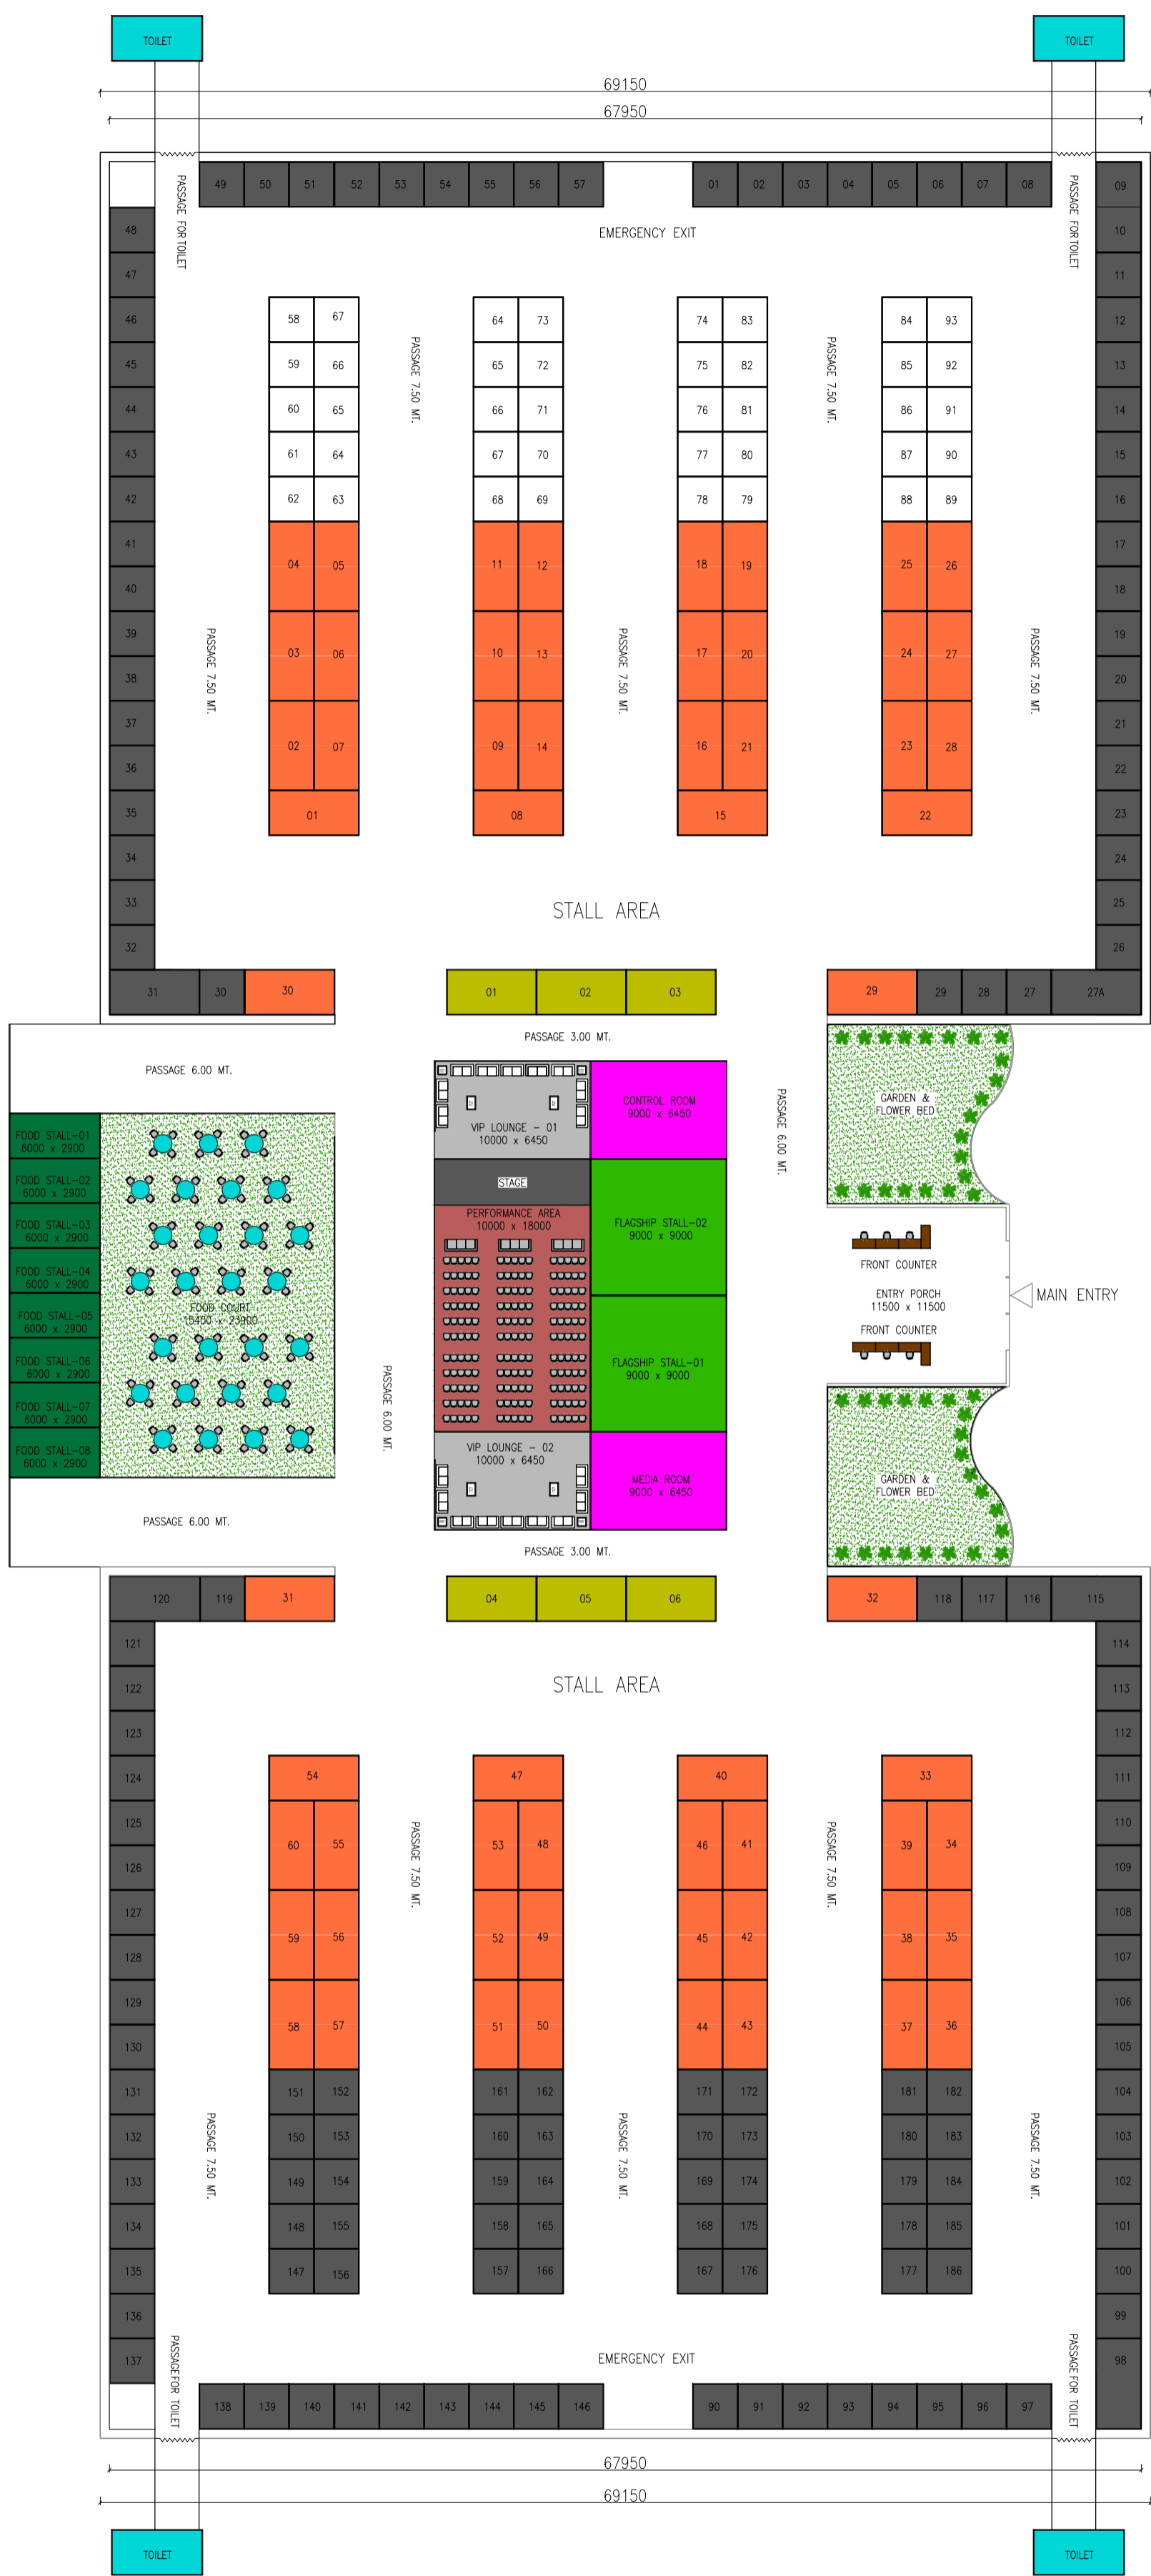 TOILET TOILET
69150
67950
49 50 51 52 53 54 55 56 57 01 02 03 04 05 06 07 08 09
PASSAGE FOR TOILET
PASSAGE FOR TOILET
EMERGENCY EXIT
48 10
47 11
46 58 67 64 73 74 83 84 93 12
45 59 66 65 72 75 82 85 92 13
44 60 65 66 71 76 81 86 91 14
43 61 64 67 70 77 80 87 90 15
42 62 63 68 69 78 79 88 89 16
PASSAGE 7.50 MT.
PASSAGE 7.50 MT.
41 17
04 05 11 12 18 19 25 26
40 18
39 19
03 06 10 13 17 20 24 27
38 20
PASSAGE 7.50 MT.
PASSAGE 7.50 MT.
PASSAGE 7.50 MT.
37 21
02 07 09 14 16 21 23 28
36 22
35 01 08 15 22 23
34 24
33 25
STALL AREA
32 26
31 30 30 01 02 03 29 29 28 27 27A
PASSAGE 3.00 MT.
PASSAGE 6.00 MT.
PASSAGE 6.00 MT.
CONTROL ROOM
9000 x 6450
VIP LOUNGE - 01
10000 x 6450
GARDEN &
FLOWER BED
FOOD STALL-01
6000 x 2900
FOOD STALL-02
6000 x 2900
FOOD STALL-03
6000 x 2900
FOOD STALL-04
6000 x 2900
FOOD STALL-05
6000 x 2900
FOOD STALL-06
6000 x 2900
FOOD STALL-07
6000 x 2900
FOOD STALL-08
6000 x 2900
FOOD COURT
15400 x 23900
STAGE
PERFORMANCE AREA
10000 x 18000
FLAGSHIP STALL-02
9000 x 9000
FLAGSHIP STALL-01
9000 x 9000
FRONT COUNTER
ENTRY PORCH
11500 x 11500
FRONT COUNTER
MAIN ENTRY
PASSAGE 6.00 MT.
VIP LOUNGE - 02
10000 x 6450
MEDIA ROOM
9000 x 6450
GARDEN &
FLOWER BED
PASSAGE 6.00 MT.
PASSAGE 3.00 MT.
120 119 31 04 05 06 32 118 117 116 115
121 114
STALL AREA
122 113
123 112
124 54 47 40 33 111
125 110
60 55 53 48 46 41 39 34
126 109
PASSAGE 7.50 MT.
PASSAGE 7.50 MT.
127 108
59 56 52 49 45 42 38 35
128 107
129 106
58 57 51 50 44 43 37 36
130 105
131 151 152 161 162 171 172 181 182 104
132 150 153 160 163 170 173 180 183 103
133 149 154 159 164 169 174 179 184 102
134 148 155 158 165 168 175 178 185 101
135 147 156 157 166 167 176 177 186 100
PASSAGE 7.50 MT.
PASSAGE 7.50 MT.
PASSAGE 7.50 MT.
136 99
137 98
EMERGENCY EXIT
PASSAGE FOR TOILET
PASSAGE FOR TOILET
138 139 140 141 142 143 144 145 146 90 91 92 93 94 95 96 97
67950
69150
TOILET TOILET